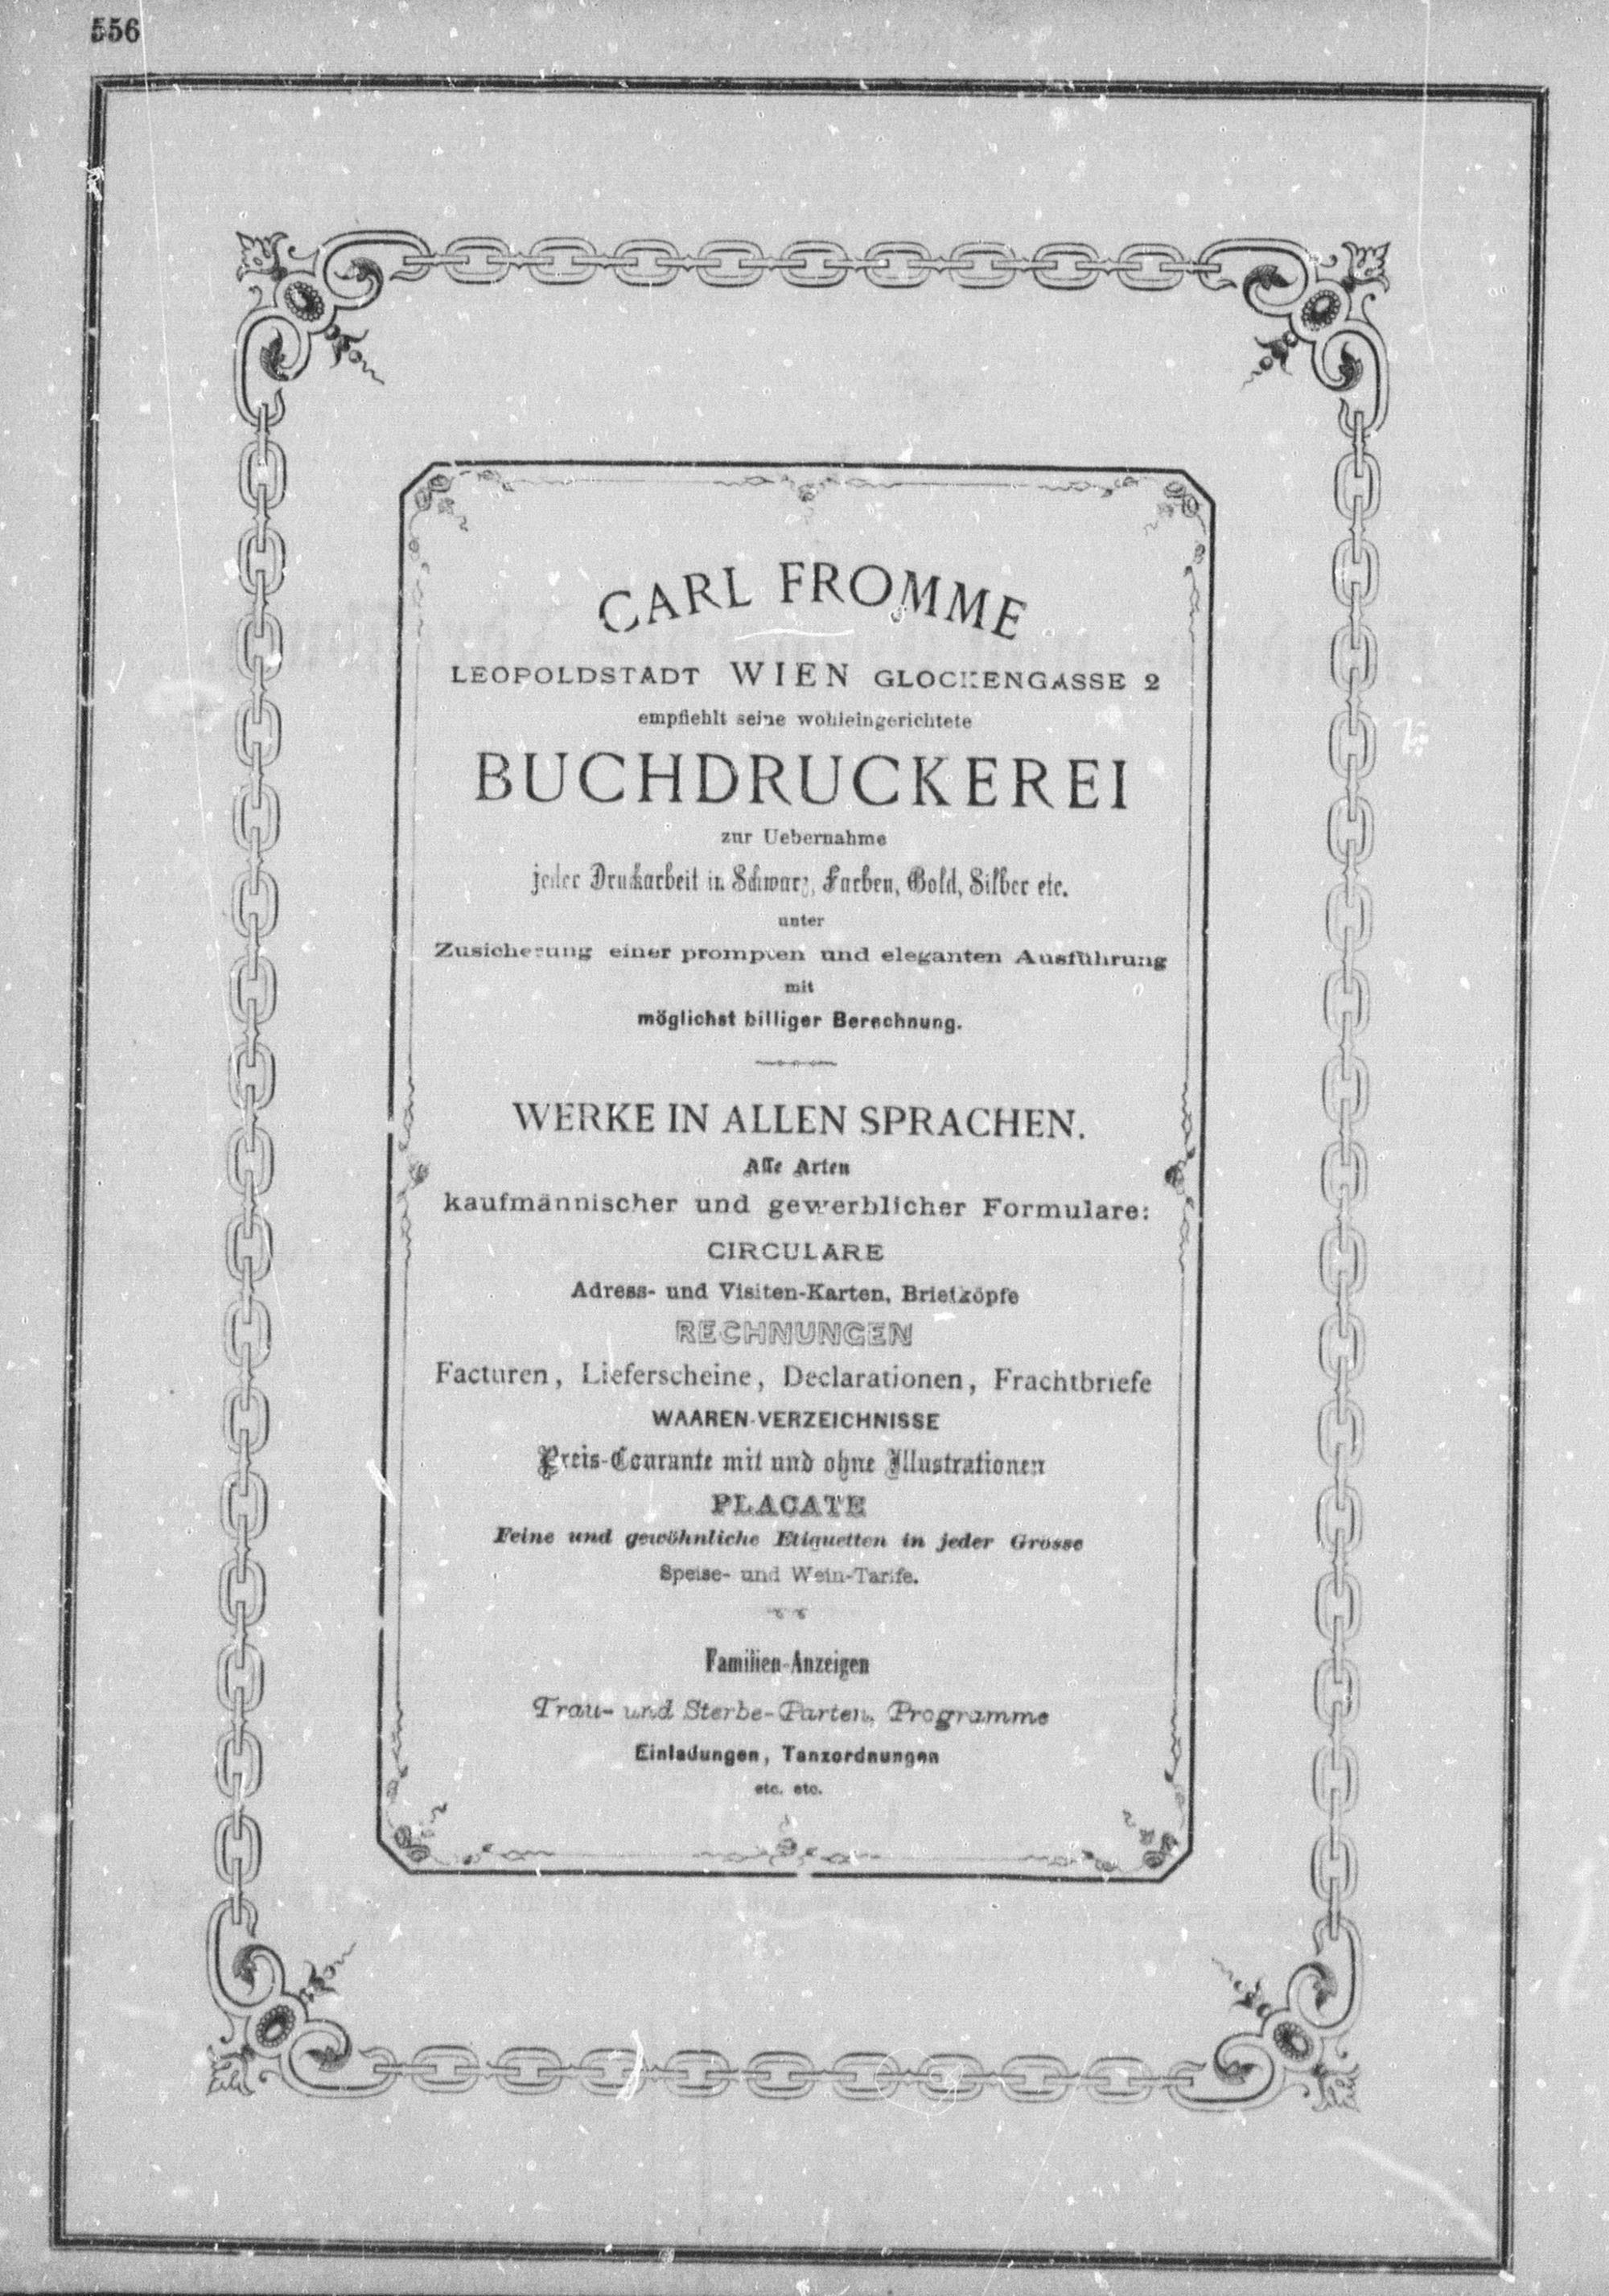 556
CARL FROMME
LEOPOLDSTADT WIEN GLOCKENGASSE 2
empfiehlt seine wohleingerichtete
BUCHDRUCKEREI
zur Uebernahme
jeder Druckarbeit in Schwarz, Farben, Gold, Silber etc.
unter
Zusicherung einer prompten und eleganten Ausführung
mit
möglichst billiger Berechnung.
WERKE IN ALLEN SPRACHEN.
Alle Arten
kaufmännischer und gewerblicher Formulare:
CIRCULARE
Adress- und Visiten-Karten, Briefköpfe
RECHNUNGEN
Facturen, Lieferscheine, Declarationen, Frachtbriefe
WAAREN-VERZEICHNISSE
Preis-Courante mit und ohne Illustrationen
PLACATE
Feine und gewöhnliche Etiquetten in jeder Grösse
Speise- und Wein-Tarife.
Familien-Anzeigen
Trau- und Sterbe-Parten, Programme
Einladungen, Tanzordnungen
etc. etc.